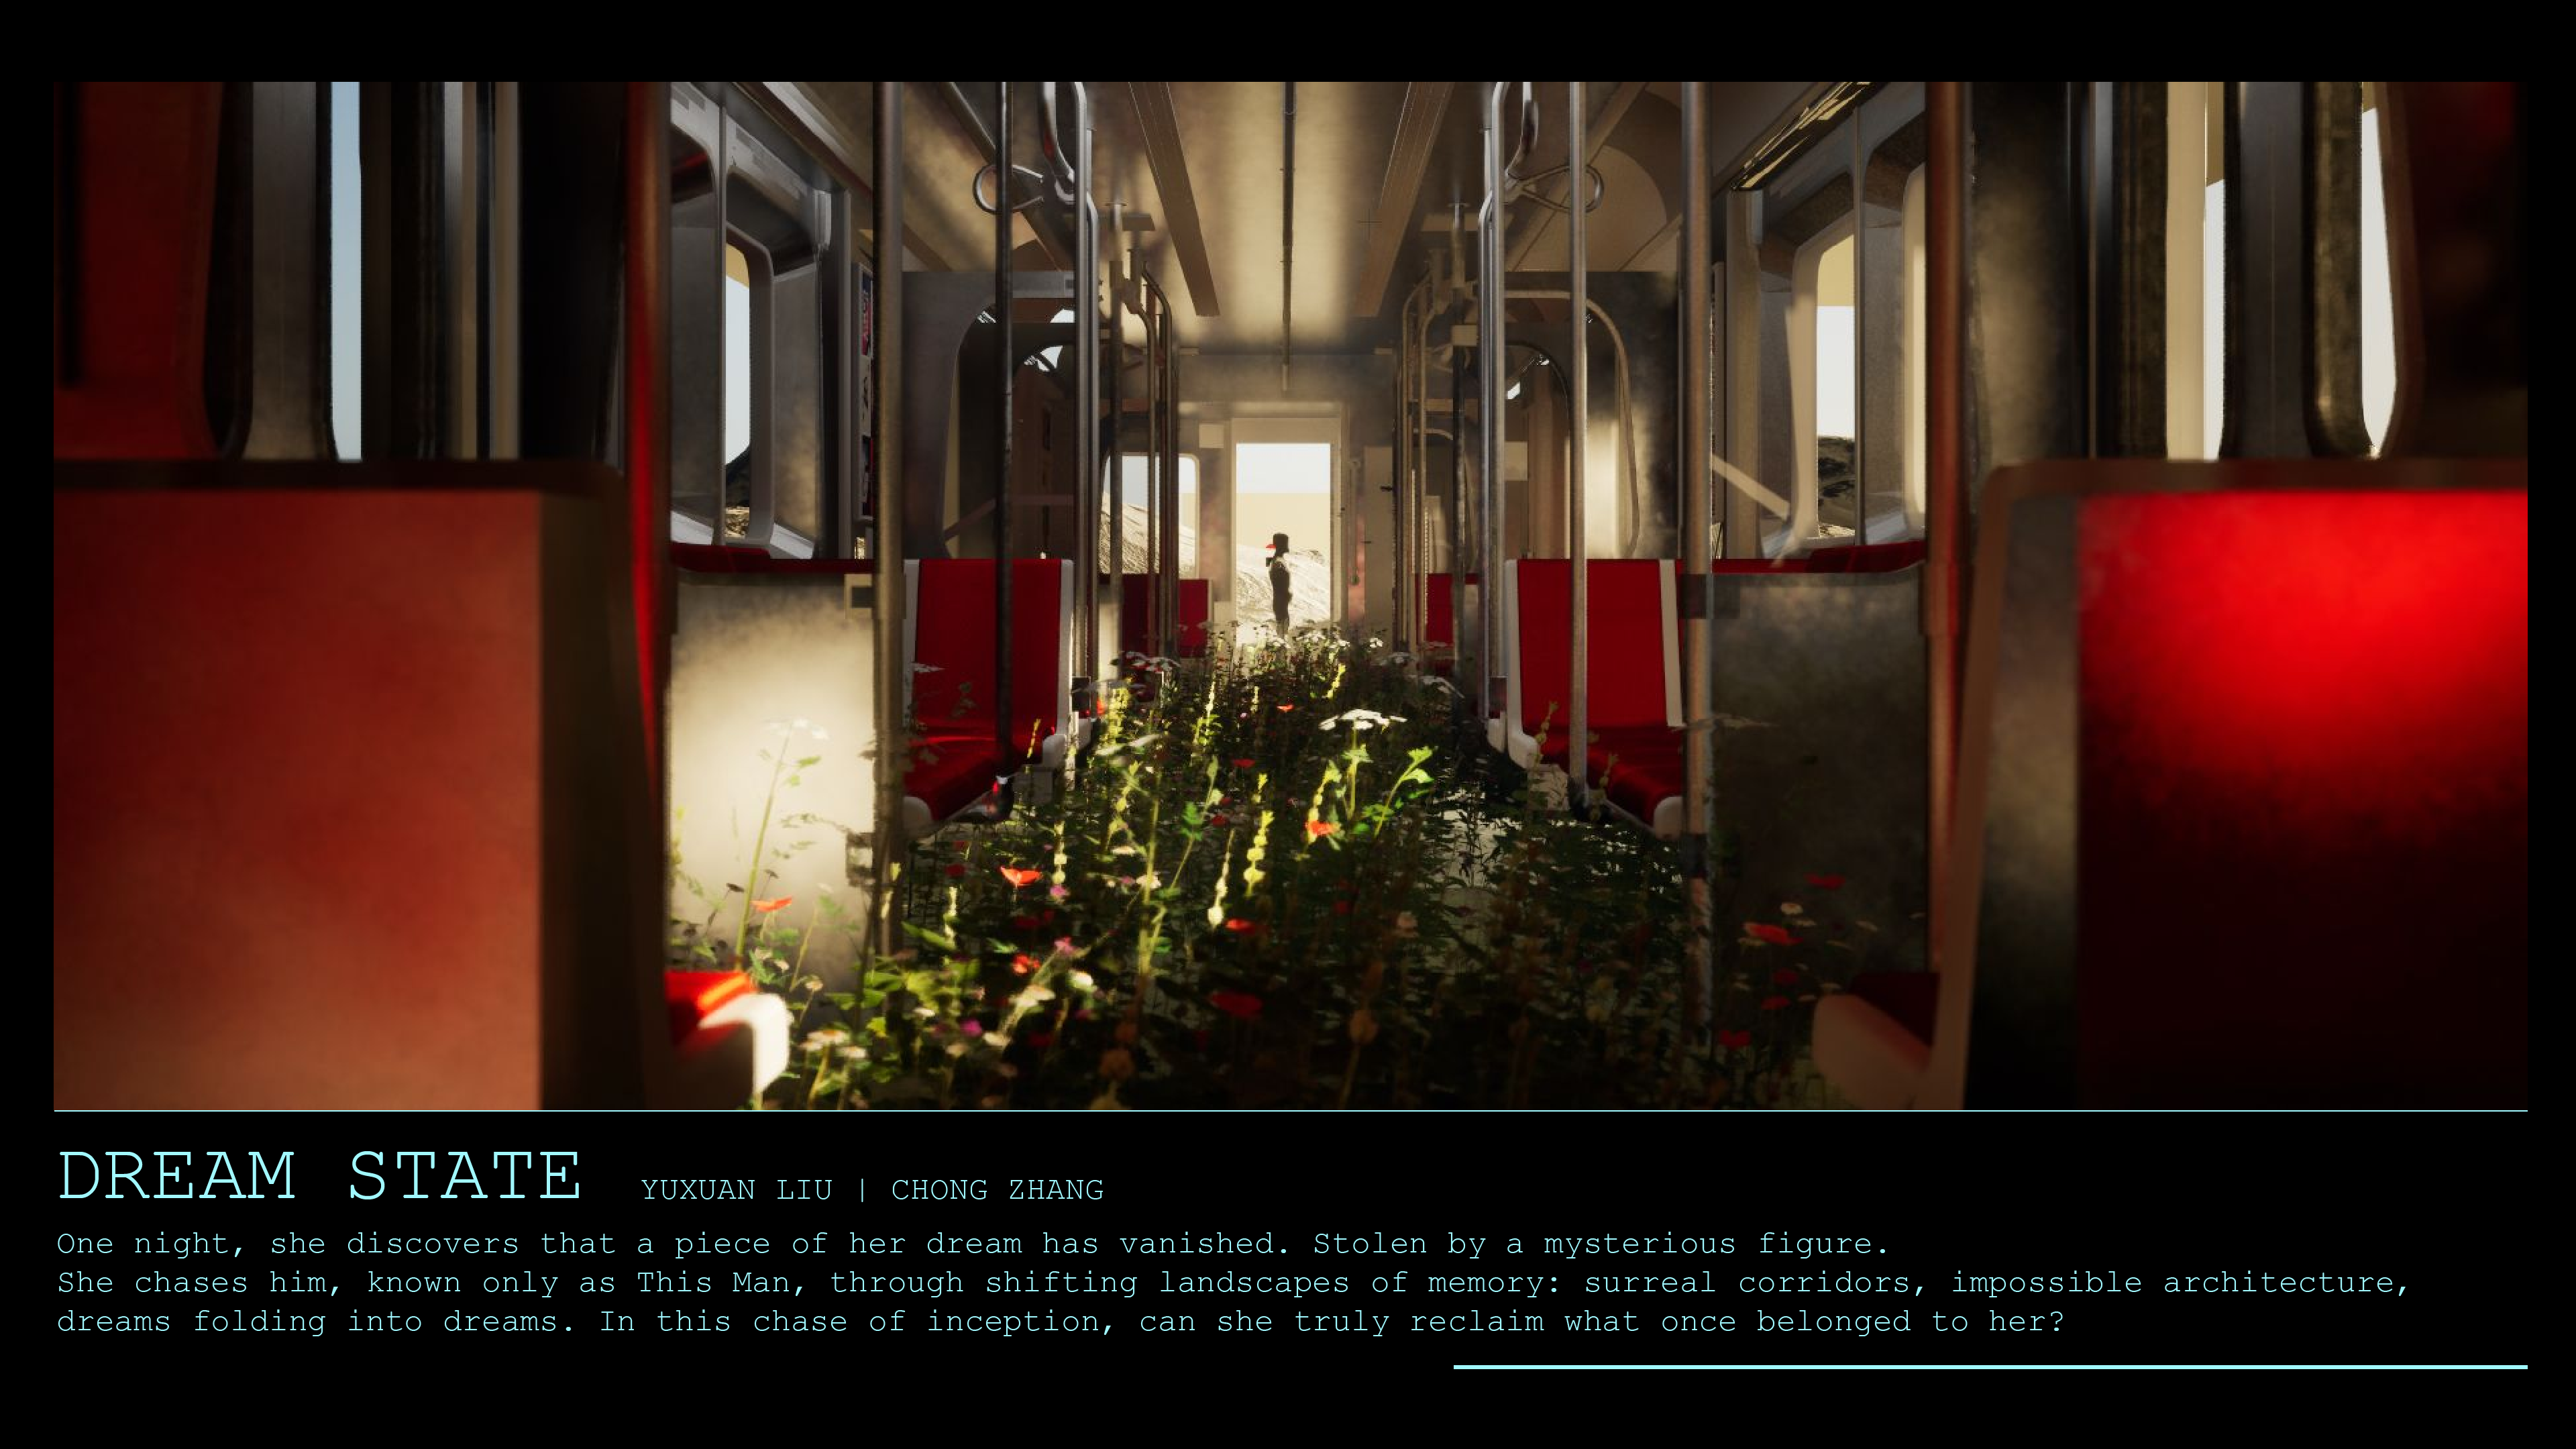 DREAM STATE YUXUAN LIU | CHONG ZHANG
One night, she discovers that a piece of her dream has vanished. Stolen by a mysterious figure.
She chases him, known only as This Man, through shifting landscapes of memory: surreal corridors, impossible architecture,
dreams folding into dreams. In this chase of inception, can she truly reclaim what once belonged to her?